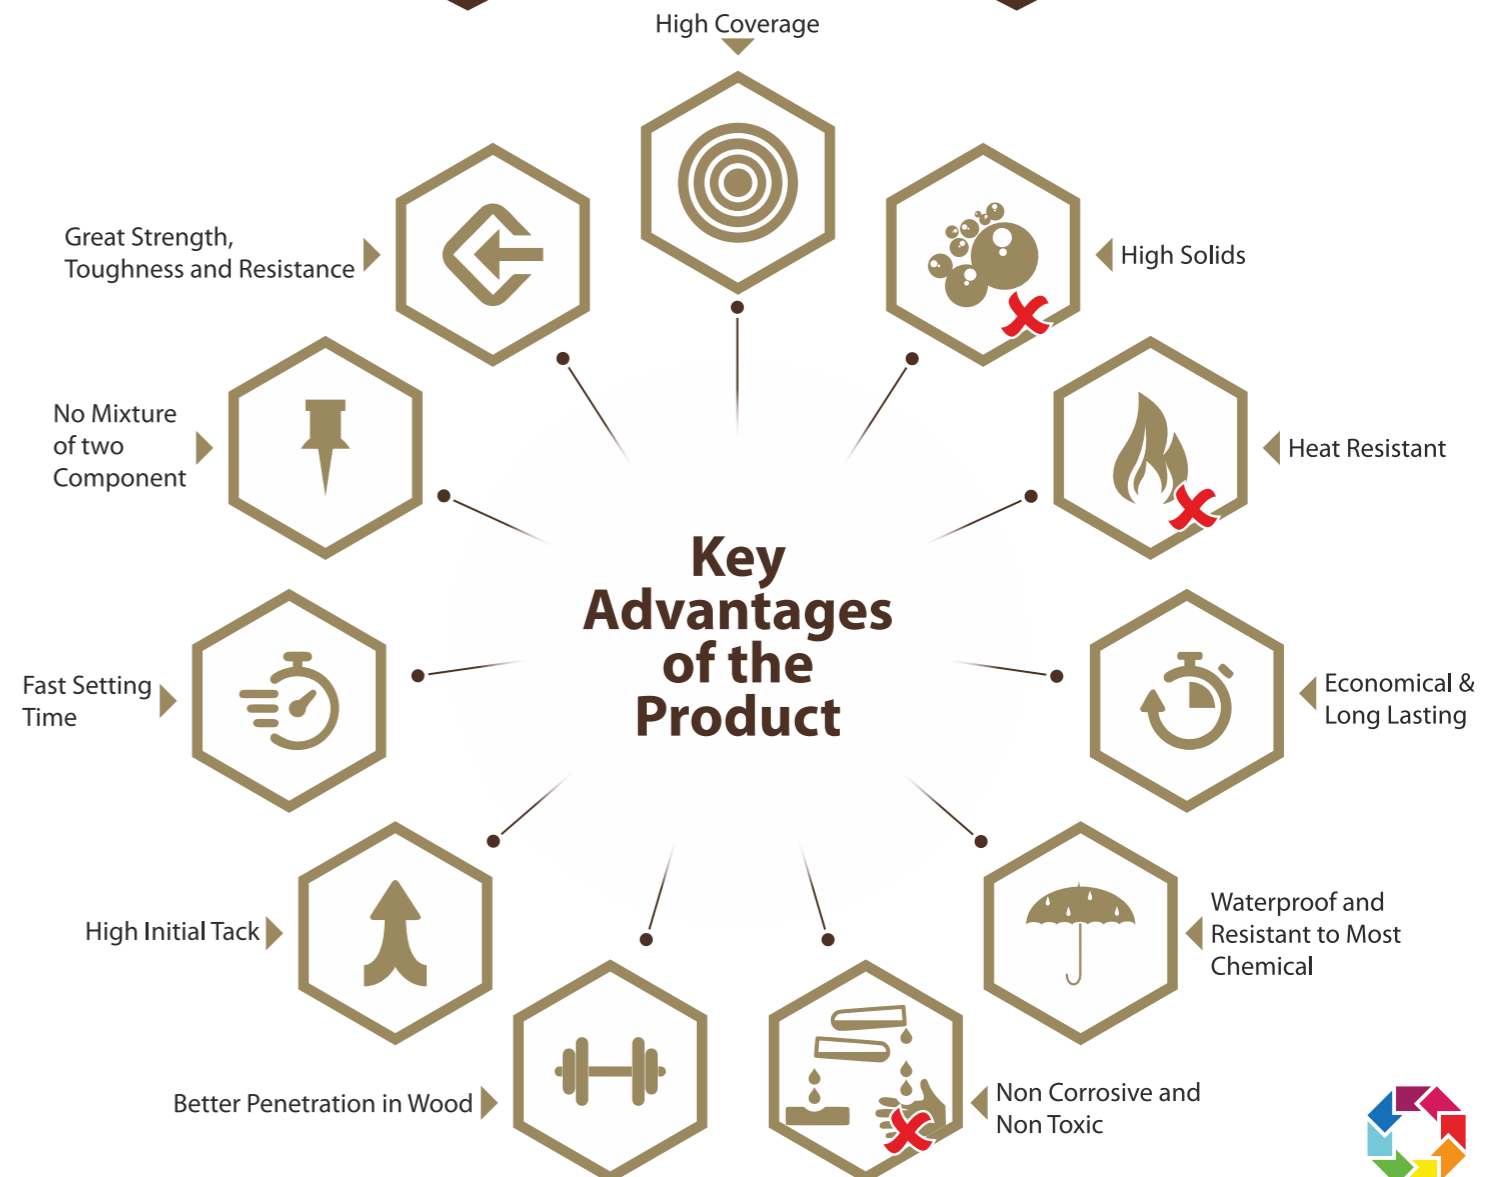 High Coverage
Great Strength,
Toughness and Resistance
High Solids
No Mixture
of two
Component
Heat Resistant
Key
Advantages
of the
Product
Fast Setting
Time
Economical &
Long Lasting
High Initial Tack
Waterproof and
Resistant to Most
Chemical
Better Penetration in Wood
Non Corrosive and
Non Toxic